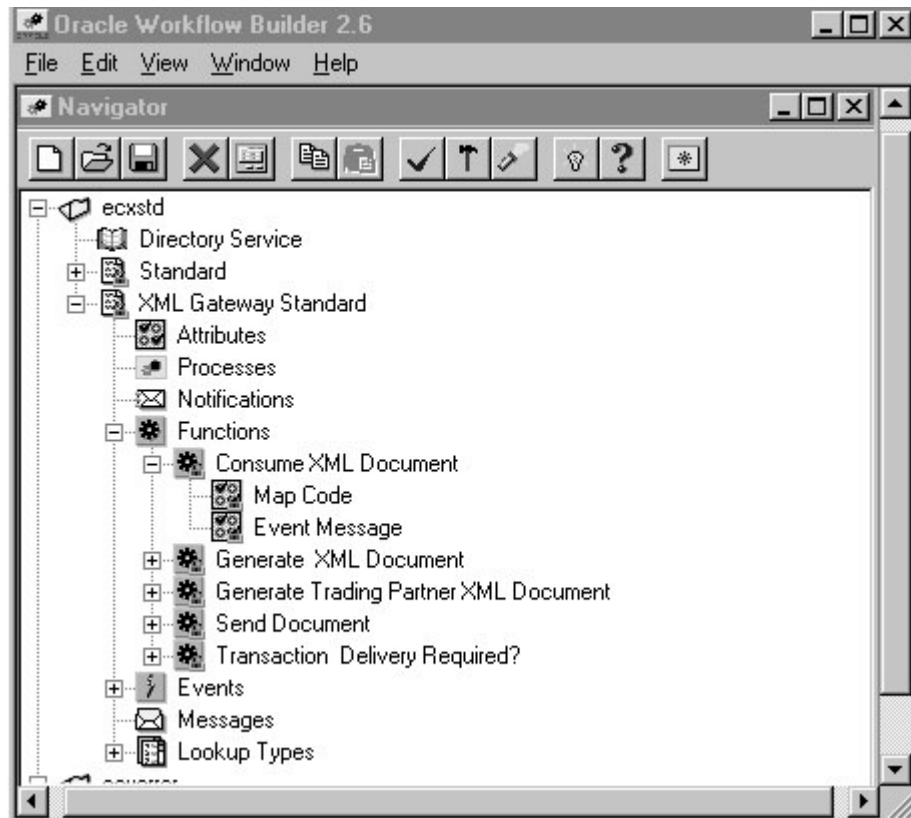 Oracle Workflow Builder 2.6
File Edit View Window Help
Navigator
ecxstd
Directory Service
Standard
XML Gateway Standard
Attributes
Processes
Notifications
Functions
Consume XML Document
Map Code
Event Message
Generate XML Document
Generate Trading Partner XML Document
Send Document
Transaction Delivery Required?
Events
Messages
Lookup Types